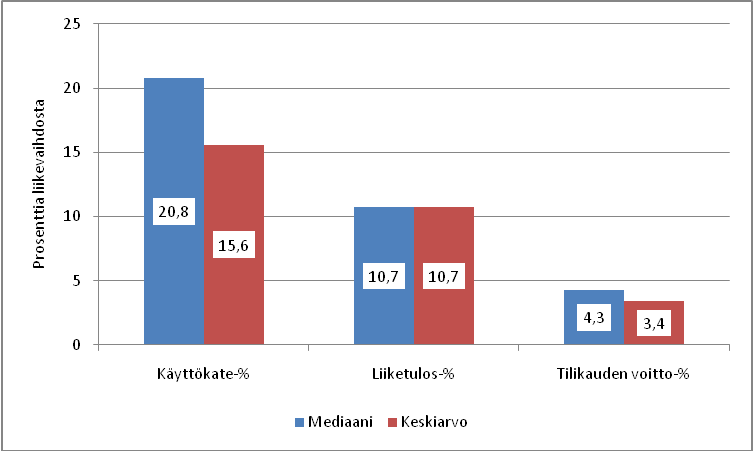 25
20
15
10
5
0
Prosenttia liikevaihdosta
20,8
15,6
10,7
10,7
4,3
3,4
Käyttökate-%
Liiketulos-%
Tilikauden voitto-%
Mediaani
Keskiarvo